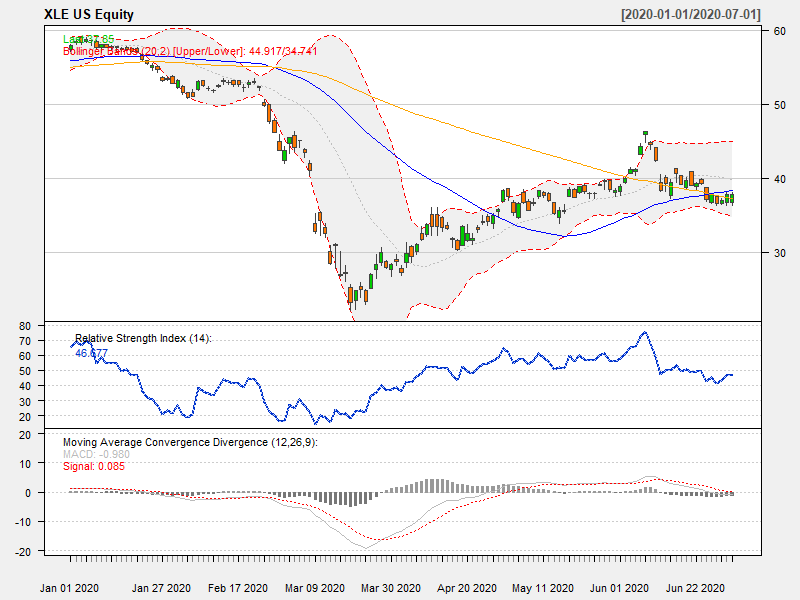 XLE US Equity [2020-01-01/2020-07-01]
Bollinger Bands (20,2) [Upper/Lower]: 44.917/34.741
60
50
40
30
Relative Strength Index (14):
46.677
80
70
60
50
40
30
20
Moving Average Convergence Divergence (12,26,9):
MACD: -0.980
Signal: 0.085
20
10
0
-10
-20
Jan 01 2020 Jan 27 2020 Feb 17 2020 Mar 09 2020 Mar 30 2020 Apr 20 2020 May 11 2020 Jun 01 2020 Jun 22 2020